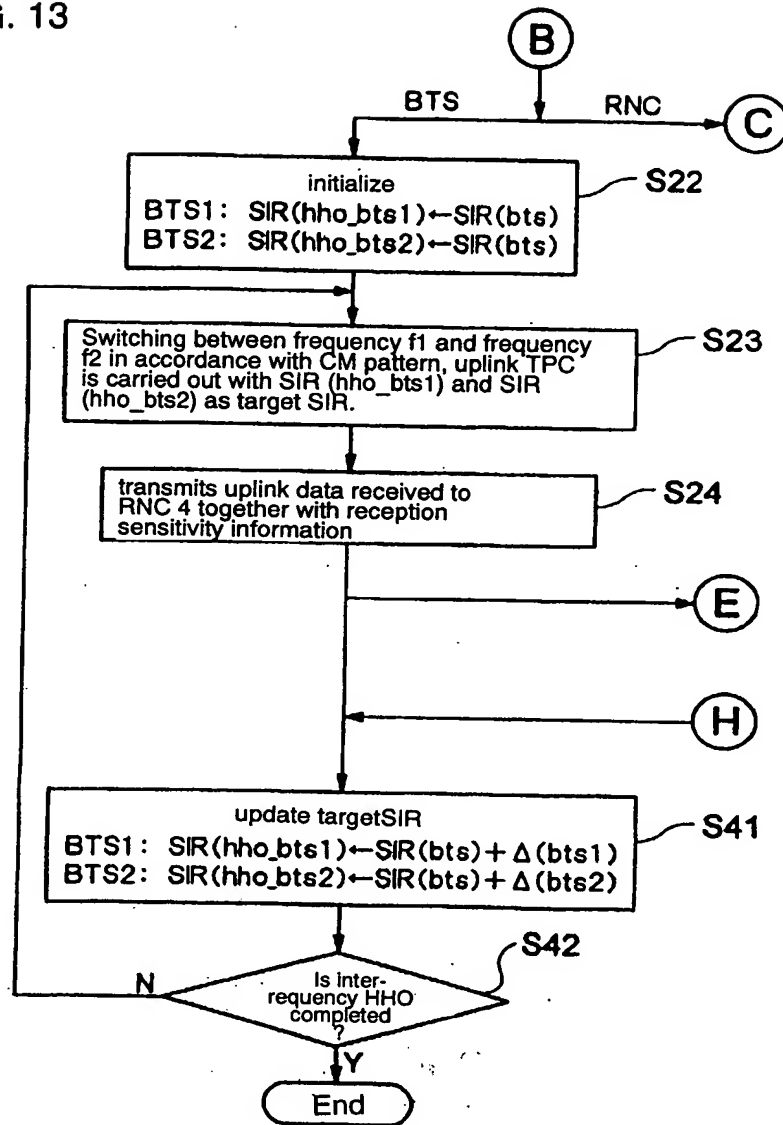 . 13
B
BTS
RNC
C
initialize
BTS1: SIR(hho_bts1)←SIR(bts)
BTS2: SIR(hho_bts2)←SIR(bts)
S22
Switching between frequency f1 and frequency
f2 in accordance with CM pattern, uplink TPC
is carried out with SIR (hho_bts1) and SIR
(hho_bts2) as target SIR.
S23
transmits uplink data received to
RNC 4 together with reception
sensitivity information
S24
E
H
update targetSIR
BTS1: SIR(hho_bts1)←SIR(bts)+Δ(bts1)
BTS2: SIR(hho_bts2)←SIR(bts)+Δ(bts2)
S41
S42
N
Is inter-
requency HHO
completed
?
Y
End